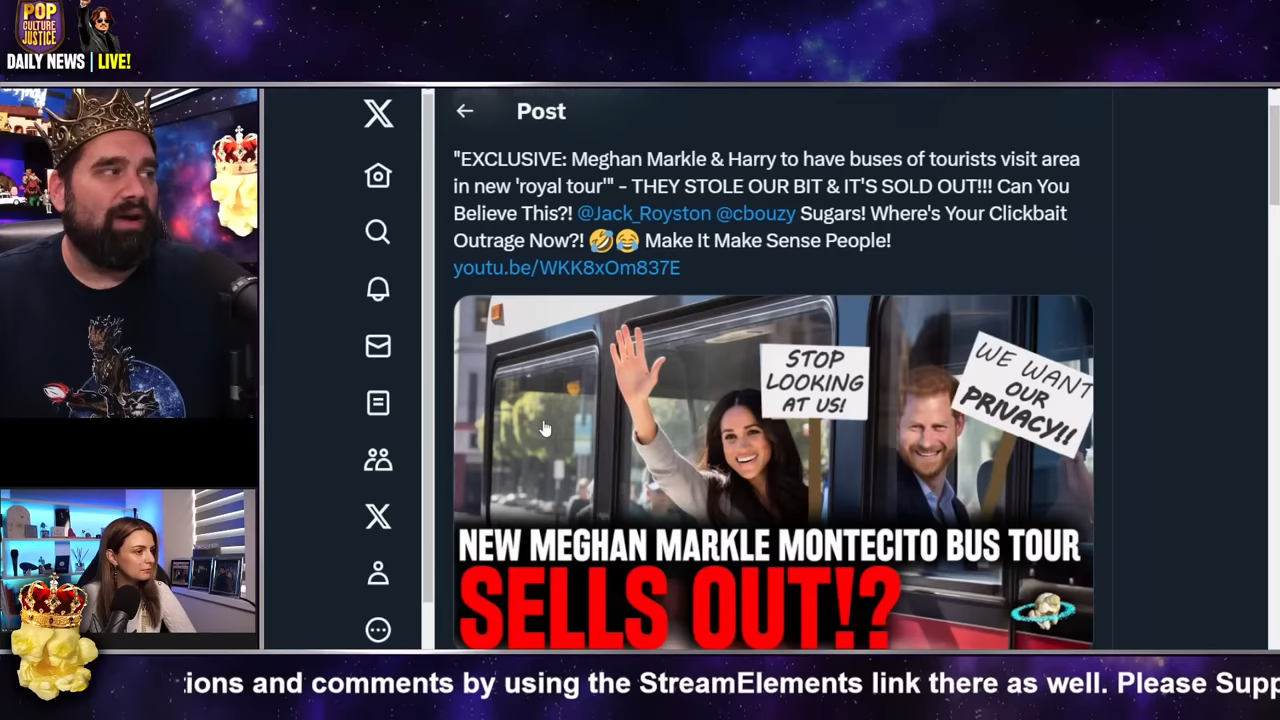 POP
CULTURE
JUSTICE
DAILY NEWS | LIVE!
Post
"EXCLUSIVE: Meghan Markle & Harry to have buses of tourists visit area
in new 'royal tour'" - THEY STOLE OUR BIT & IT'S SOLD OUT!!! Can You
Believe This?! @Jack_Royston @cbouzy Sugars! Where's Your Clickbait
Outrage Now?! 🤣😂 Make It Make Sense People!
youtu.be/WKK8xOm837E
STOP
LOOKING
AT US!
WE WANT
OUR
PRIVACY!!
NEW MEGHAN MARKLE MONTECITO BUS TOUR
SELLS OUT!?
ions and comments by using the StreamElements link there as well. Please Supp